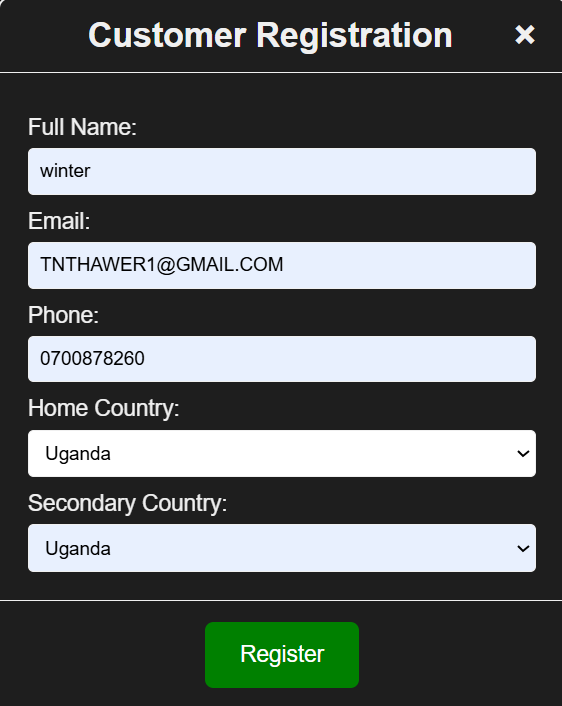 Customer Registration ×
Full Name:
winter
Email:
TNTHAWER1@GMAIL.COM
Phone:
0700878260
Home Country:
Uganda
Secondary Country:
Uganda
Register